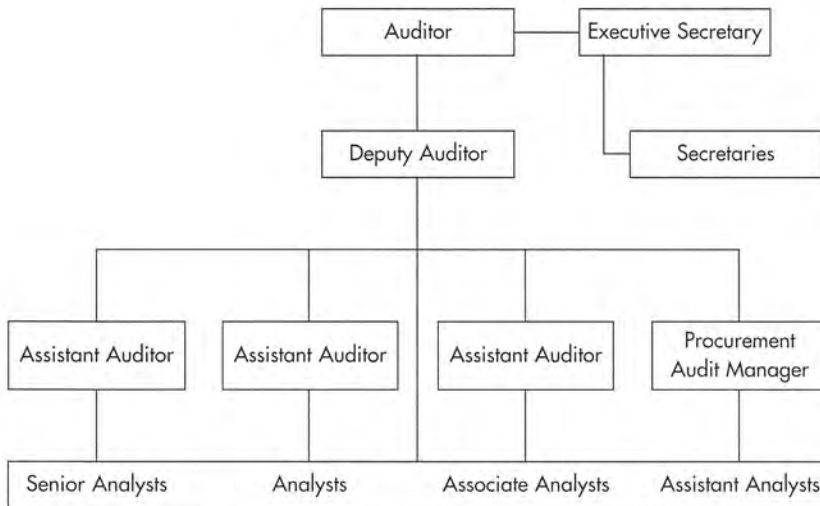 Auditor
Executive Secretary
Deputy Auditor
Secretaries
Assistant Auditor
Assistant Auditor
Assistant Auditor
Procurement
Audit Manager
Senior Analysts
Analysts
Associate Analysts
Assistant Analysts